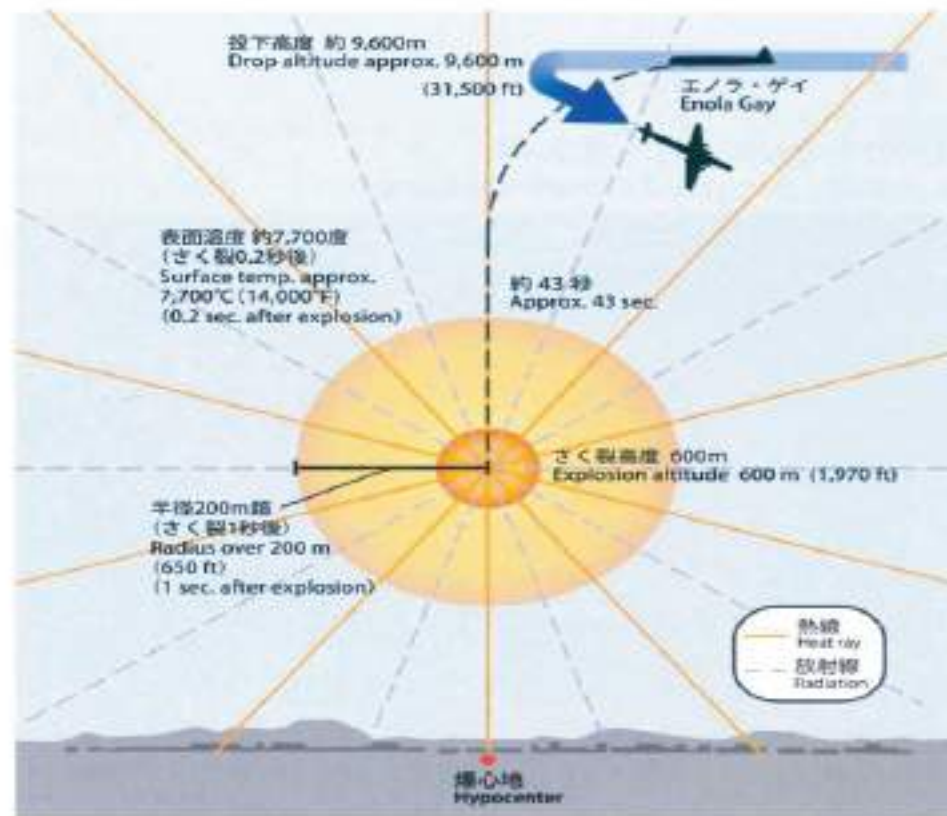 投下高度 約 9,600m
Drop altitude approx. 9,600 m
(31,500 ft)
エノラ・ゲイ
Enola Gay
表面温度 約7,700度
(さく裂0.2秒後)
Surface temp. approx.
7,700℃ (14,000°F)
(0.2 sec. after explosion)
約 43 秒
Approx. 43 sec.
さく裂高度 600m
Explosion altitude 600 m (1,970 ft)
半径200m超
(さく裂1秒後)
Radius over 200 m
(650 ft)
(1 sec. after explosion)
熱線
Heat ray
放射線
Radiation
爆心地
Hypocenter